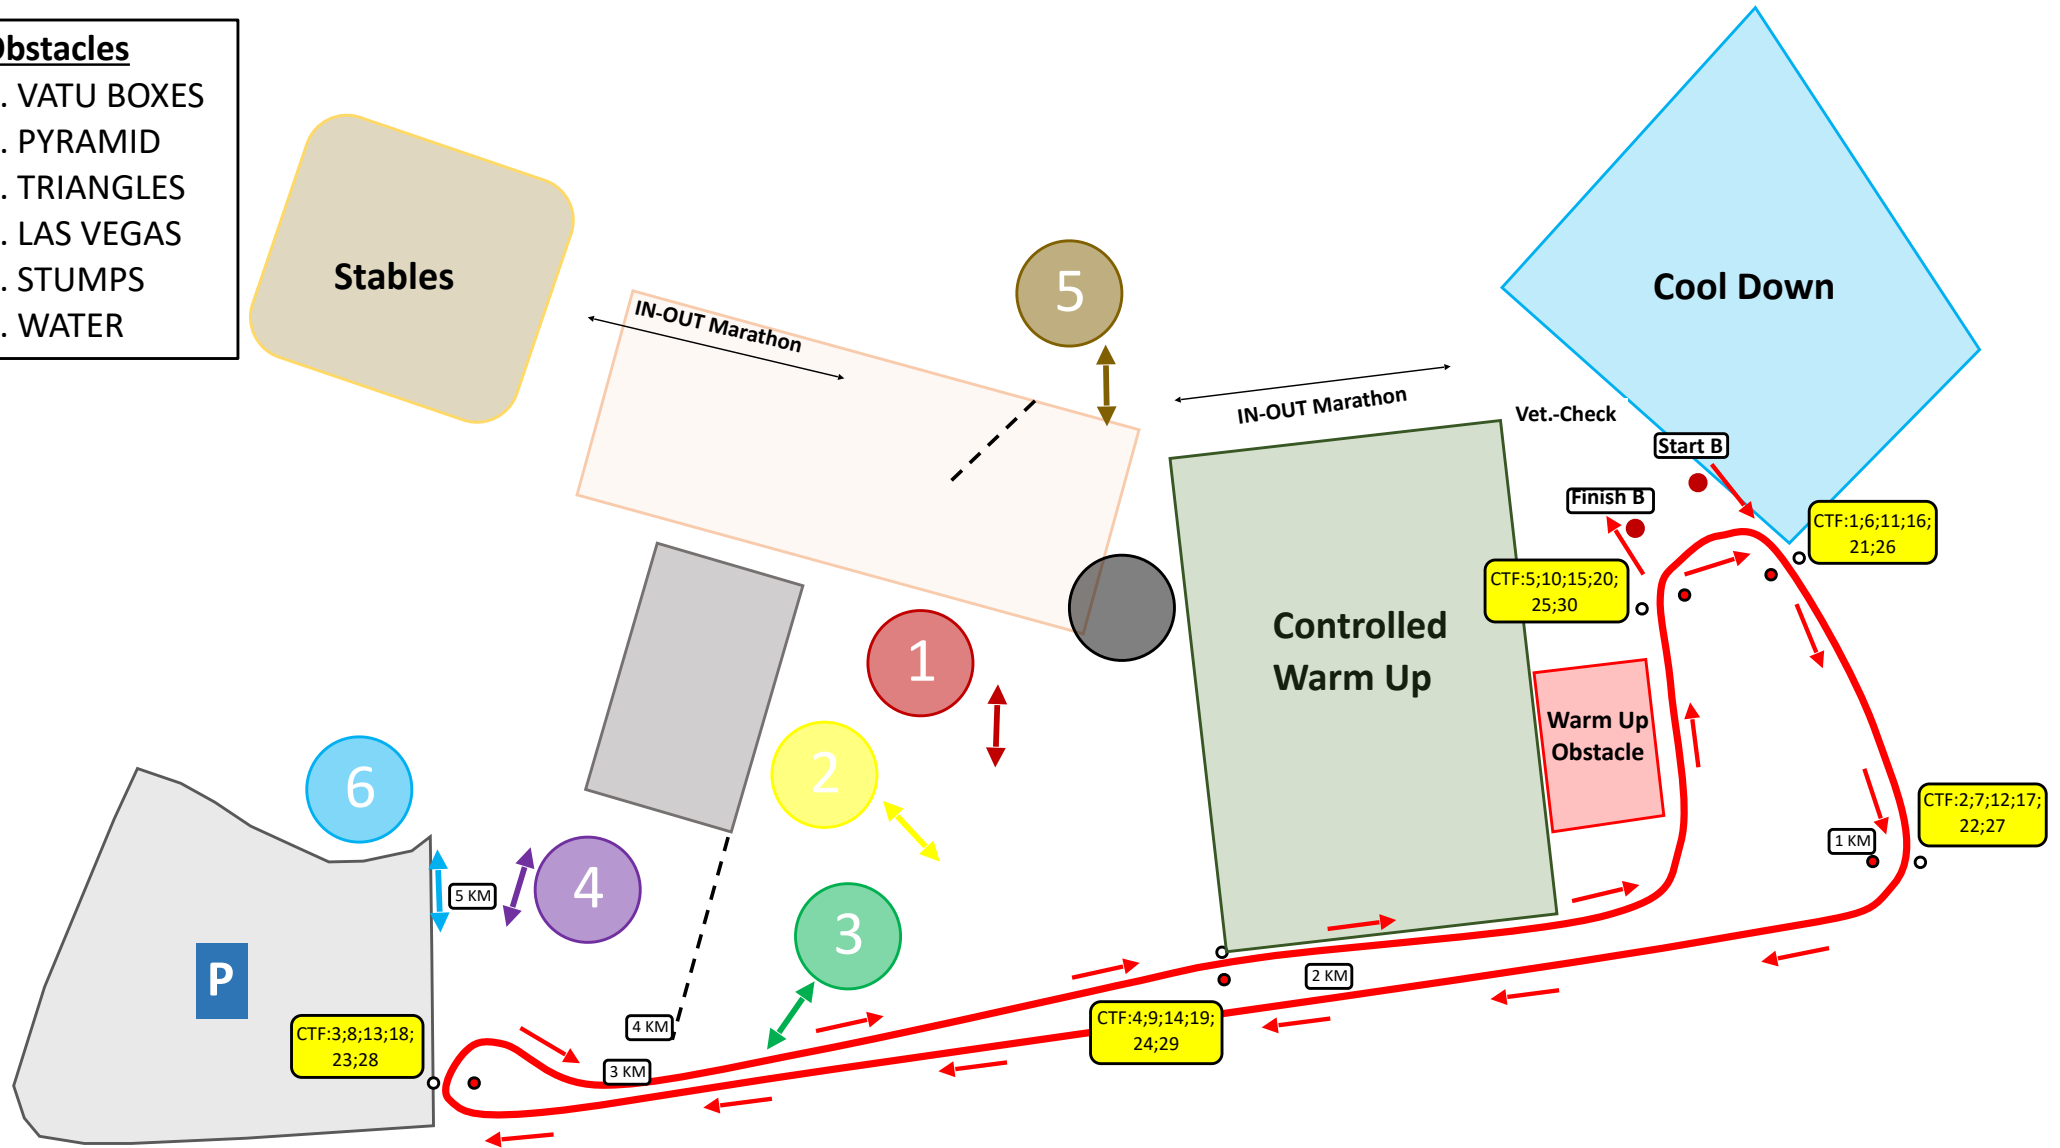 Obstacles
. VATU BOXES
. PYRAMID
. TRIANGLES
. LAS VEGAS
. STUMPS
. WATER
Stables
IN-OUT Marathon
5
Cool Down
IN-OUT Marathon
Vet.-Check
Start B
Finish B
CTF:1;6;11;16;
21;26
CTF:5;10;15;20;
25;30
Controlled
Warm Up
1
Warm Up
Obstacle
2
6
CTF:2;7;12;17;
22;27
1 KM
5 KM
4
3
P
2 KM
CTF:3;8;13;18;
23;28
4 KM
CTF:4;9;14;19;
24;29
3 KM